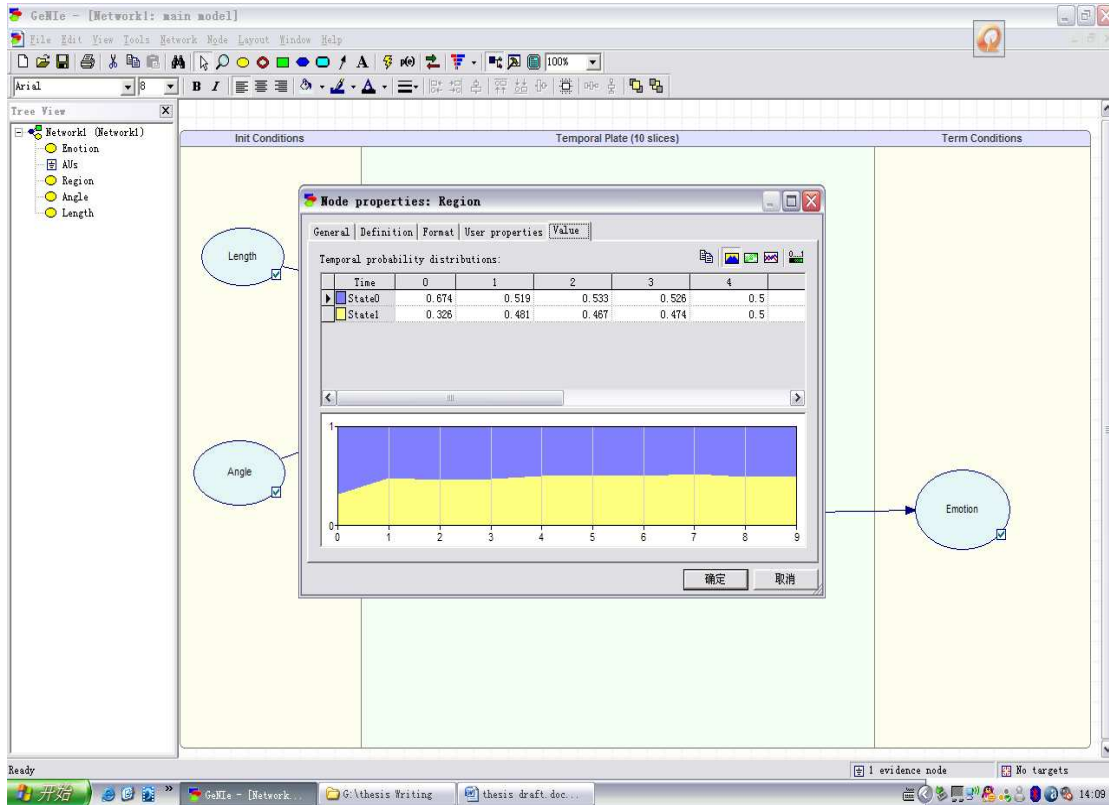 GeNIe - [Network1: main model]
File Edit View Tools Network Node Layout Window Help
100%
Arial 8 B I A
Tree View
Network1 (Network1)
Emotion
AUs
Region
Angle
Length
Init Conditions Temporal Plate (10 slices) Term Conditions
Length
Angle
Emotion
Node properties: Region
General Definition Format User properties Value
Temporal probability distributions:
Time 0 1 2 3 4
State0 0.674 0.519 0.533 0.526 0.5
State1 0.326 0.481 0.467 0.474 0.5
1
0
0 1 2 3 4 5 6 7 8 9
确定 取消
Ready 1 evidence node No targets
开始 GeNIe - [Network... G:\thesis Writing thesis draft.doc... 14:09